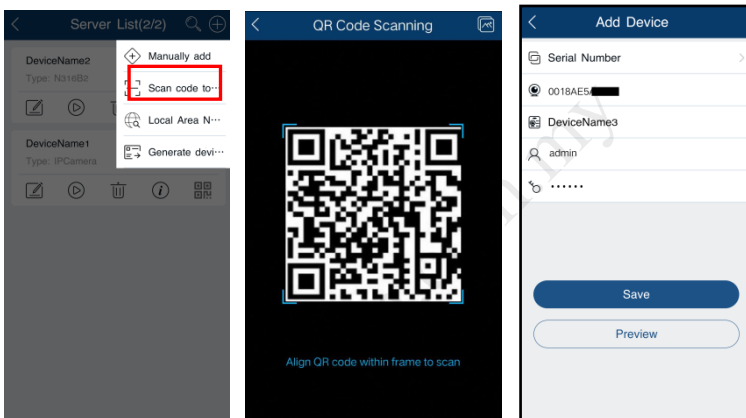 Server List(2/2)
Manually add
Scan code to···
Local Area N···
Generate devi···
DeviceName2
Type: N316B2
DeviceName1
Type: IPCamera
QR Code Scanning
Align QR code within frame to scan
Add Device
Serial Number
0018AE5
DeviceName3
admin
······
Save
Preview